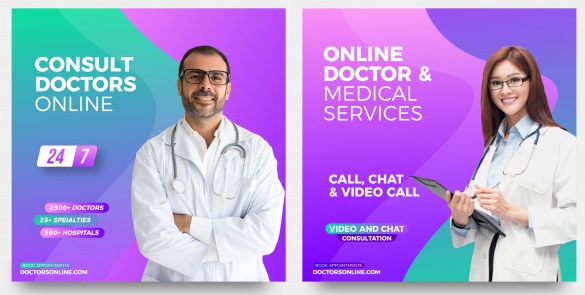 CONSULT
DOCTORS
ONLINE
24 7
2500+ DOCTORS
25+ SPEIALTIES
500+ HOSPITALS
BOOK APPOINTMENTS
DOCTORSONLINE.COM
ONLINE
DOCTOR &
MEDICAL
SERVICES
CALL, CHAT
& VIDEO CALL
VIDEO AND CHAT
CONSULTATION
BOOK APPOINTMENTS
DOCTORSONLINE.COM